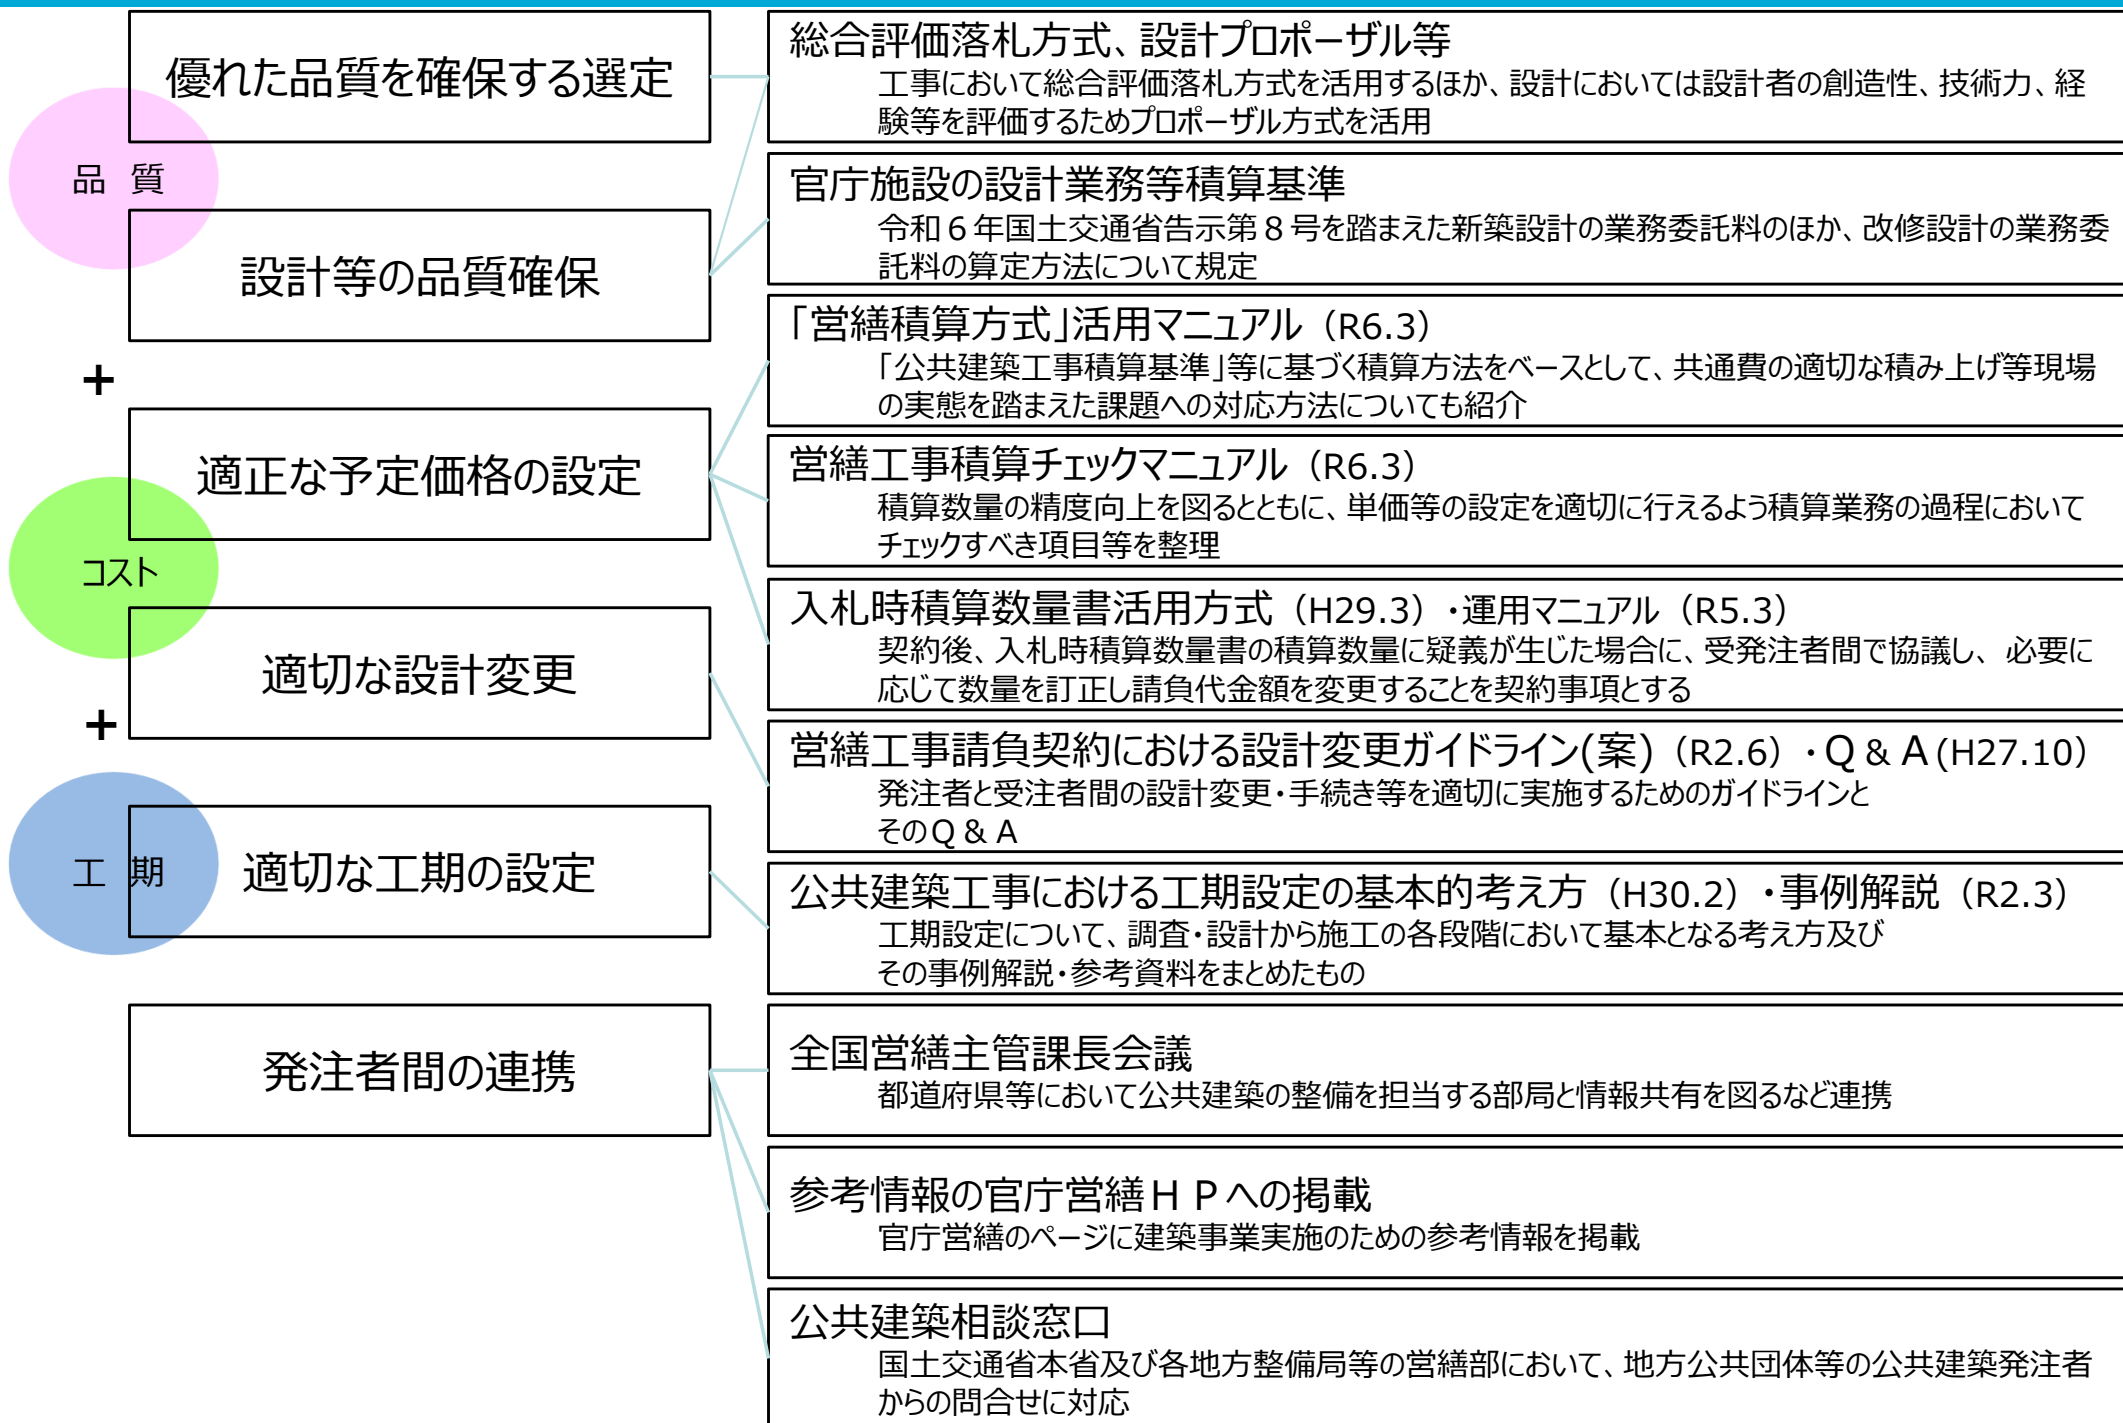 品 質
+
コスト
+
工 期
優れた品質を確保する選定
設計等の品質確保
適正な予定価格の設定
適切な設計変更
適切な工期の設定
発注者間の連携
総合評価落札方式、設計プロポーザル等
工事において総合評価落札方式を活用するほか、設計においては設計者の創造性、技術力、経
験等を評価するためプロポーザル方式を活用
官庁施設の設計業務等積算基準
令和６年国土交通省告示第８号を踏まえた新築設計の業務委託料のほか、改修設計の業務委
託料の算定方法について規定
「営繕積算方式」活用マニュアル（R6.3）
「公共建築工事積算基準」等に基づく積算方法をベースとして、共通費の適切な積み上げ等現場
の実態を踏まえた課題への対応方法についても紹介
営繕工事積算チェックマニュアル（R6.3）
積算数量の精度向上を図るとともに、単価等の設定を適切に行えるよう積算業務の過程において
チェックすべき項目等を整理
入札時積算数量書活用方式（H29.3）・運用マニュアル（R5.3）
契約後、入札時積算数量書の積算数量に疑義が生じた場合に、受発注者間で協議し、必要に
応じて数量を訂正し請負代金額を変更することを契約事項とする
営繕工事請負契約における設計変更ガイドライン(案)（R2.6）・Ｑ＆Ａ(H27.10）
発注者と受注者間の設計変更・手続き等を適切に実施するためのガイドラインと
そのＱ＆Ａ
公共建築工事における工期設定の基本的考え方（H30.2）・事例解説（R2.3）
工期設定について、調査・設計から施工の各段階において基本となる考え方及び
その事例解説・参考資料をまとめたもの
全国営繕主管課長会議
都道府県等において公共建築の整備を担当する部局と情報共有を図るなど連携
参考情報の官庁営繕ＨＰへの掲載
官庁営繕のページに建築事業実施のための参考情報を掲載
公共建築相談窓口
国土交通省本省及び各地方整備局等の営繕部において、地方公共団体等の公共建築発注者
からの問合せに対応